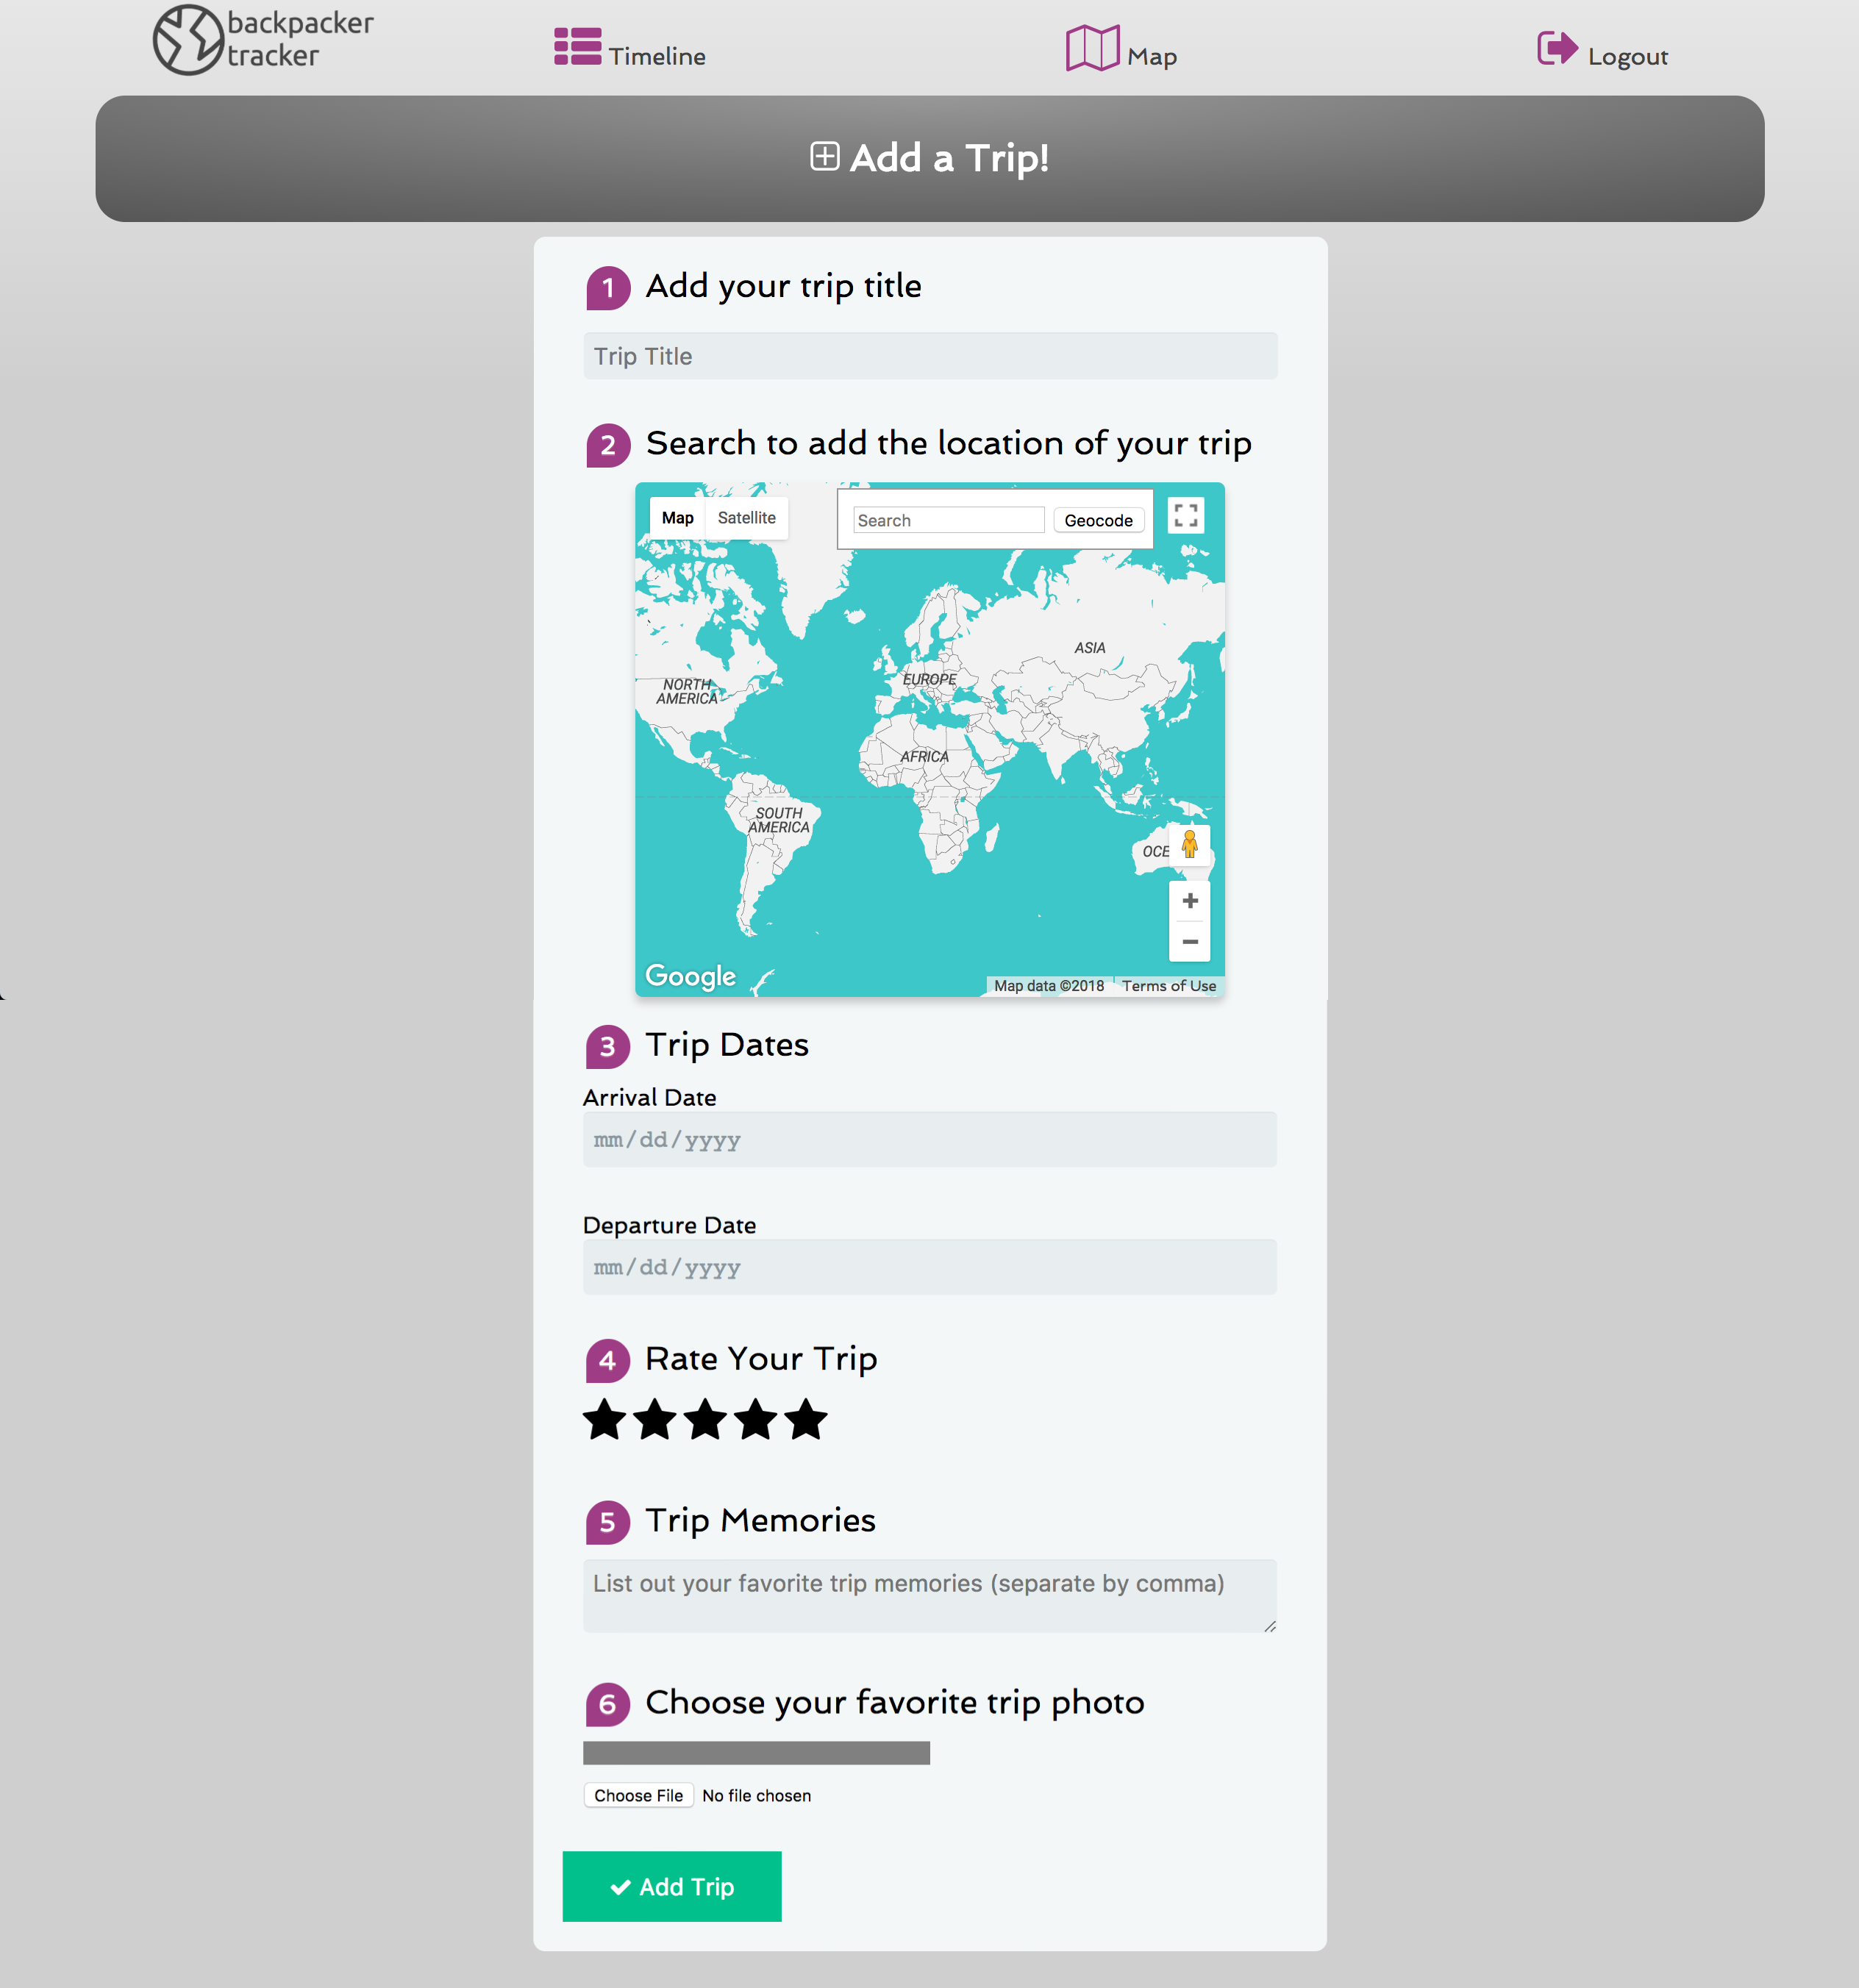 backpacker
tracker
Timeline
Map
Logout
Add a Trip!
1 Add your trip title
Trip Title
2 Search to add the location of your trip
Map Satellite
Search Geocode
ASIA
EUROPE
NORTH
AMERICA
AFRICA
SOUTH
AMERICA
OCE
Google
Map data ©2018 Terms of Use
3 Trip Dates
Arrival Date
mm/dd/yyyy
Departure Date
mm/dd/yyyy
4 Rate Your Trip
5 Trip Memories
List out your favorite trip memories (separate by comma)
6 Choose your favorite trip photo
Choose File No file chosen
Add Trip